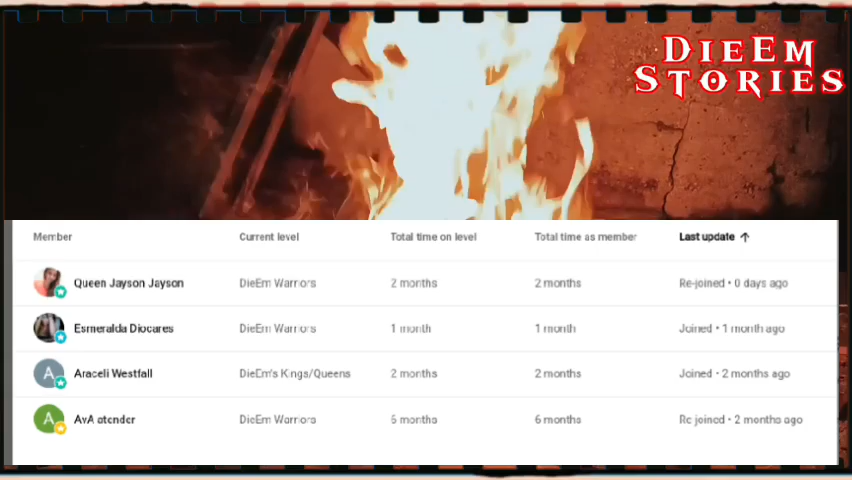 DieEm
Stories
Member Current level Total time on level Total time as member Last update ↑
Queen Jayson Jayson DieEm Warriors 2 months 2 months Re-joined • 0 days ago
Esmeralda Diocares DieEm Warriors 1 month 1 month Joined • 1 month ago
A Araceli Westfall DieEm's Kings/Queens 2 months 2 months Joined • 2 months ago
A AvA atender DieEm Warriors 6 months 6 months Re joined • 2 months ago